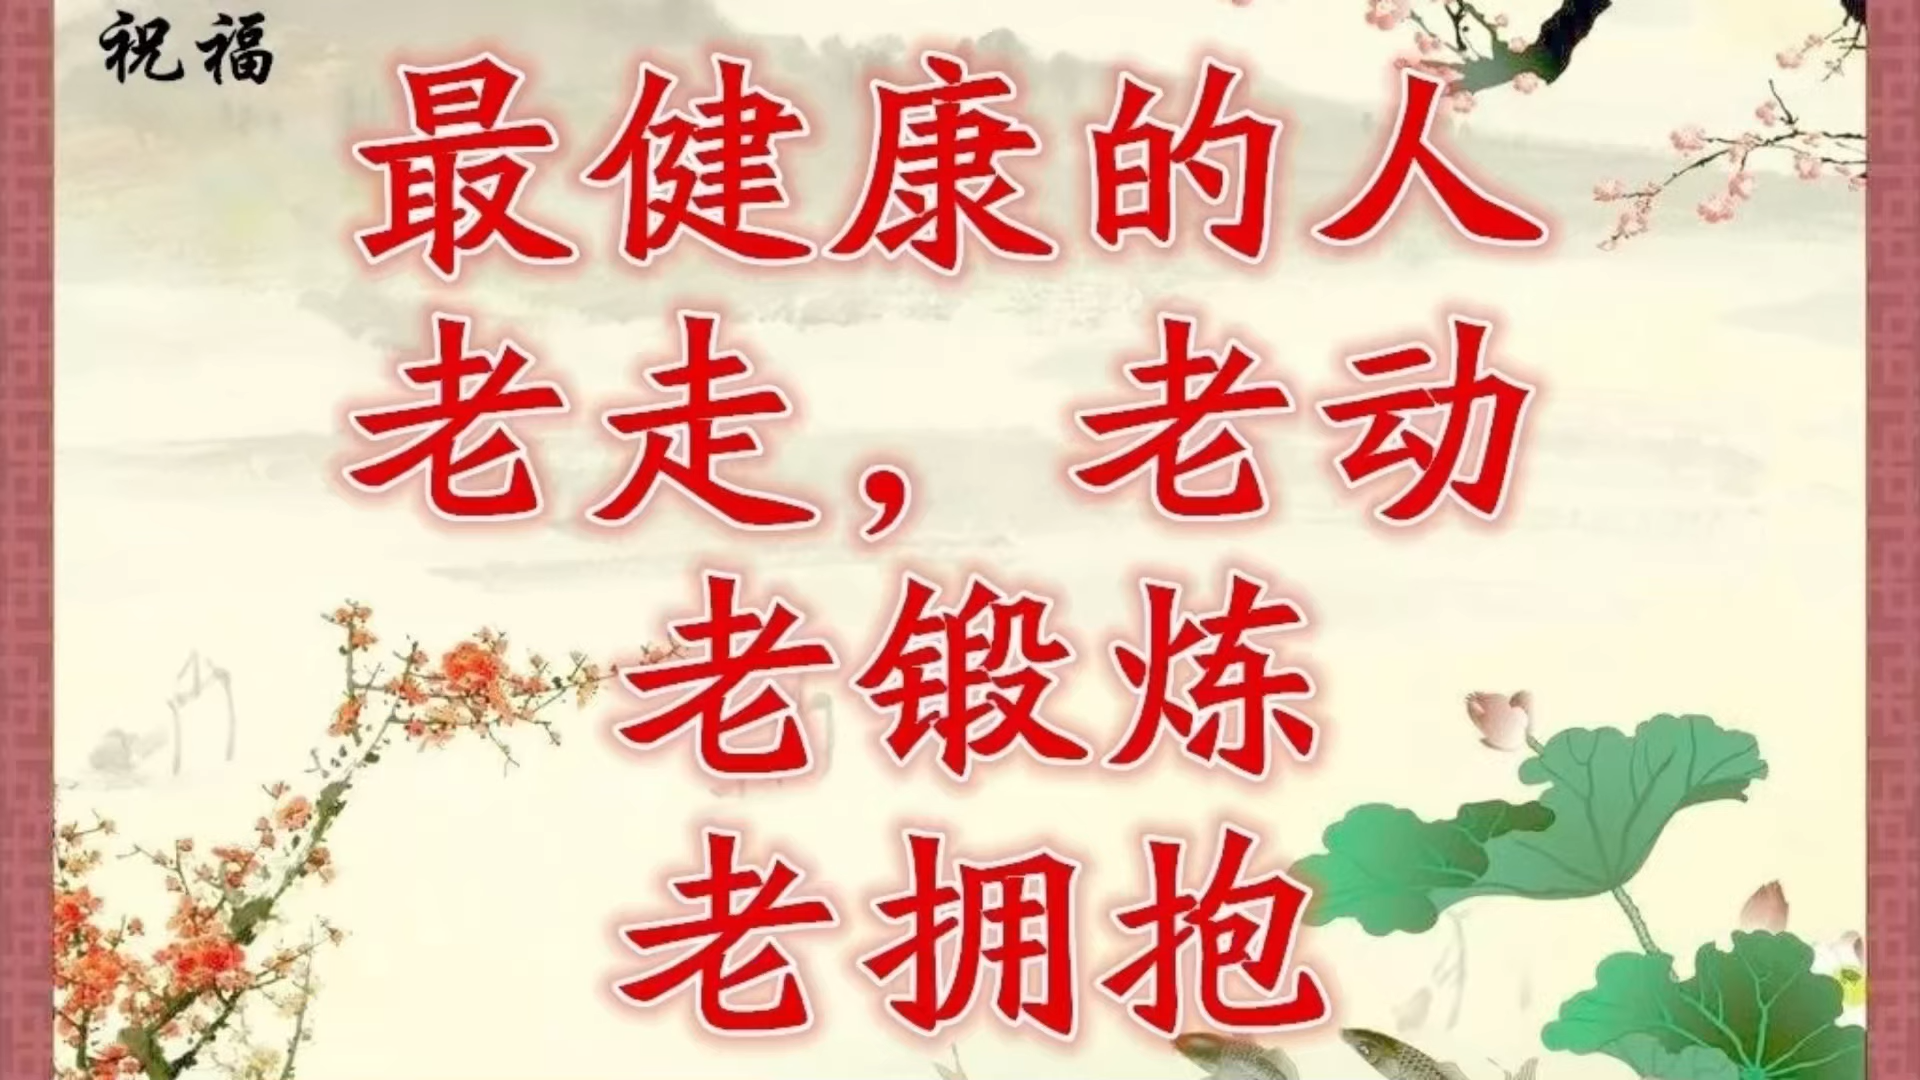 祝福
最健康的人
老走，老动
老锻炼
老拥抱